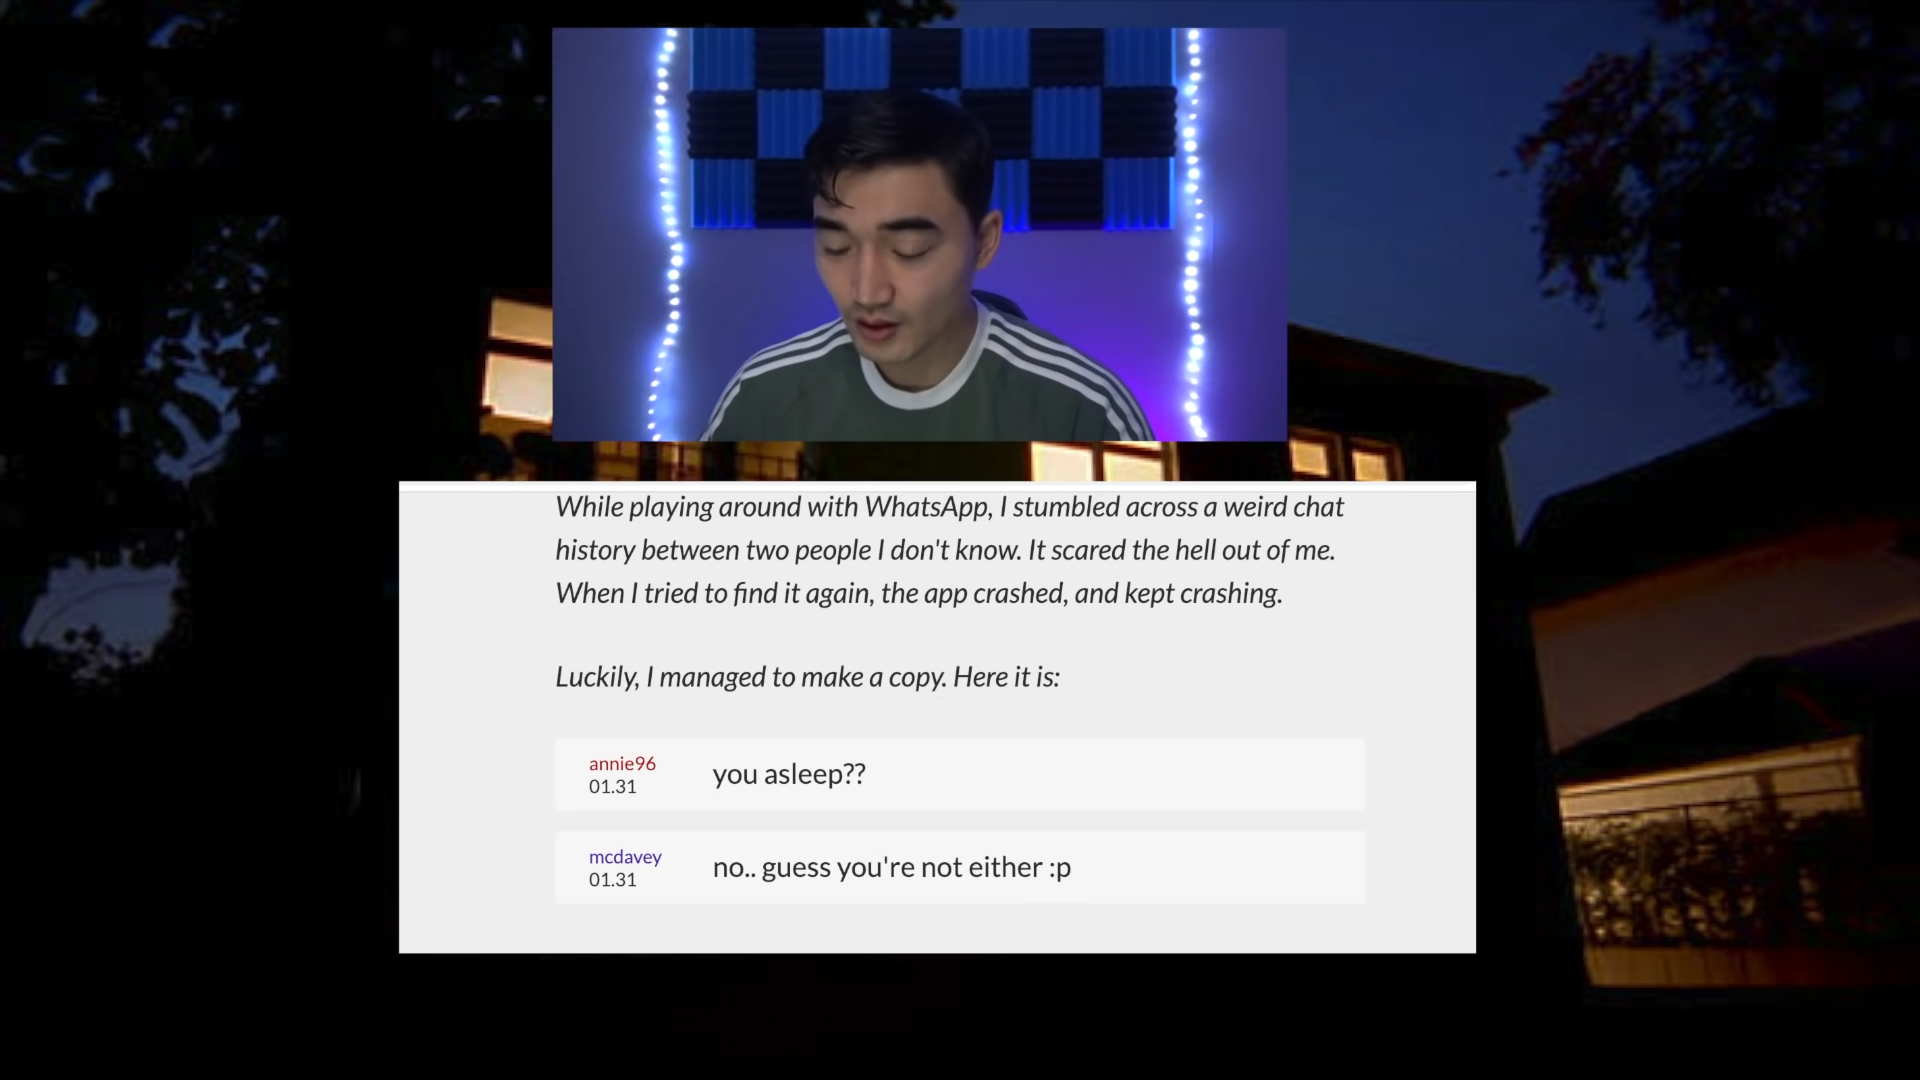 While playing around with WhatsApp, I stumbled across a weird chat
history between two people I don't know. It scared the hell out of me.
When I tried to find it again, the app crashed, and kept crashing.
Luckily, I managed to make a copy. Here it is:
annie96
01.31
you asleep??
mcdavey
01.31
no.. guess you're not either :p